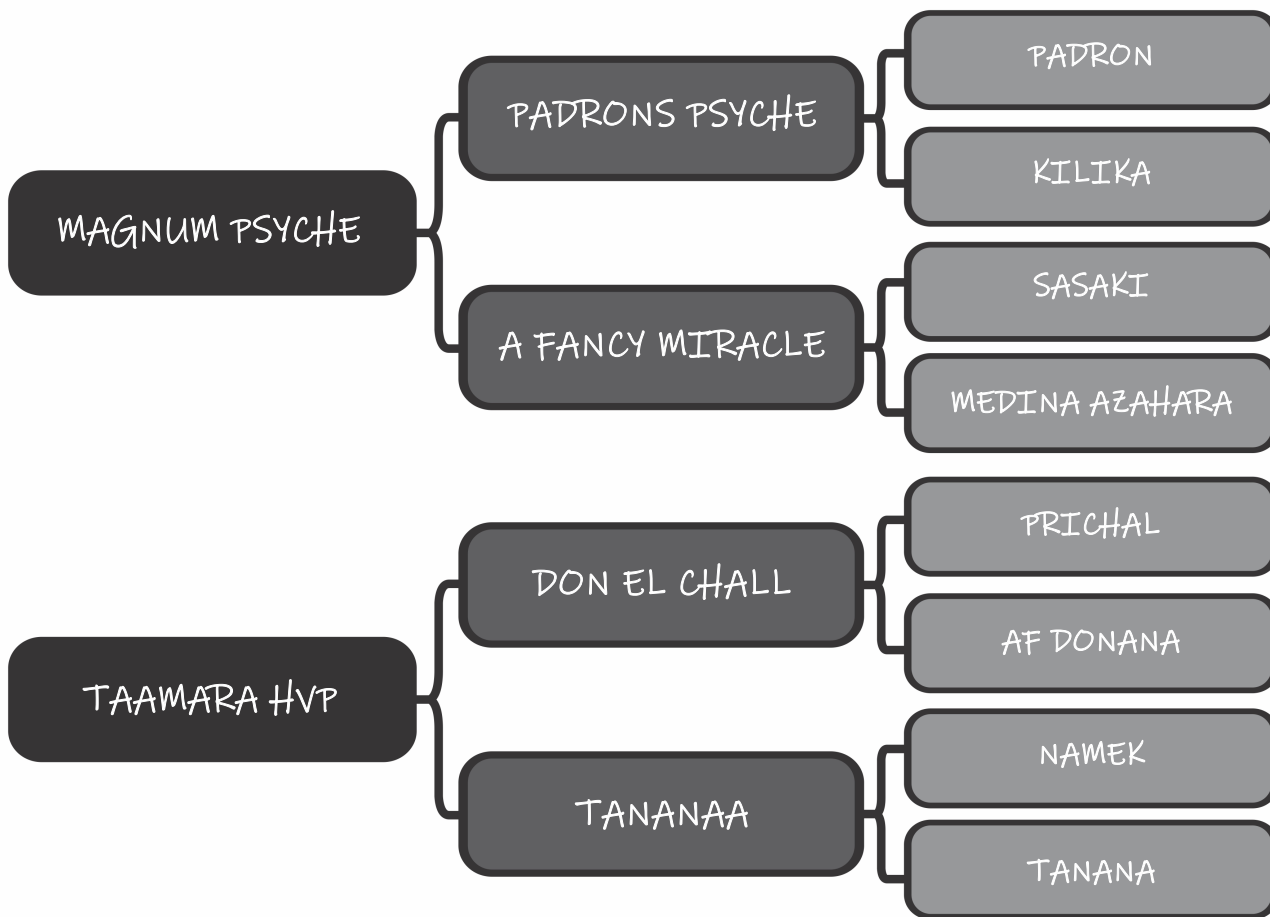 PADRON
PADRONS PSYCHE
KILIKA
MAGNUM PSYCHE
SASAKI
A FANCY MIRACLE
MEDINA AZAHARA
PRICHAL
DON EL CHALL
AF DONANA
TAAMARA HVP
NAMEK
TANANAA
TANANA